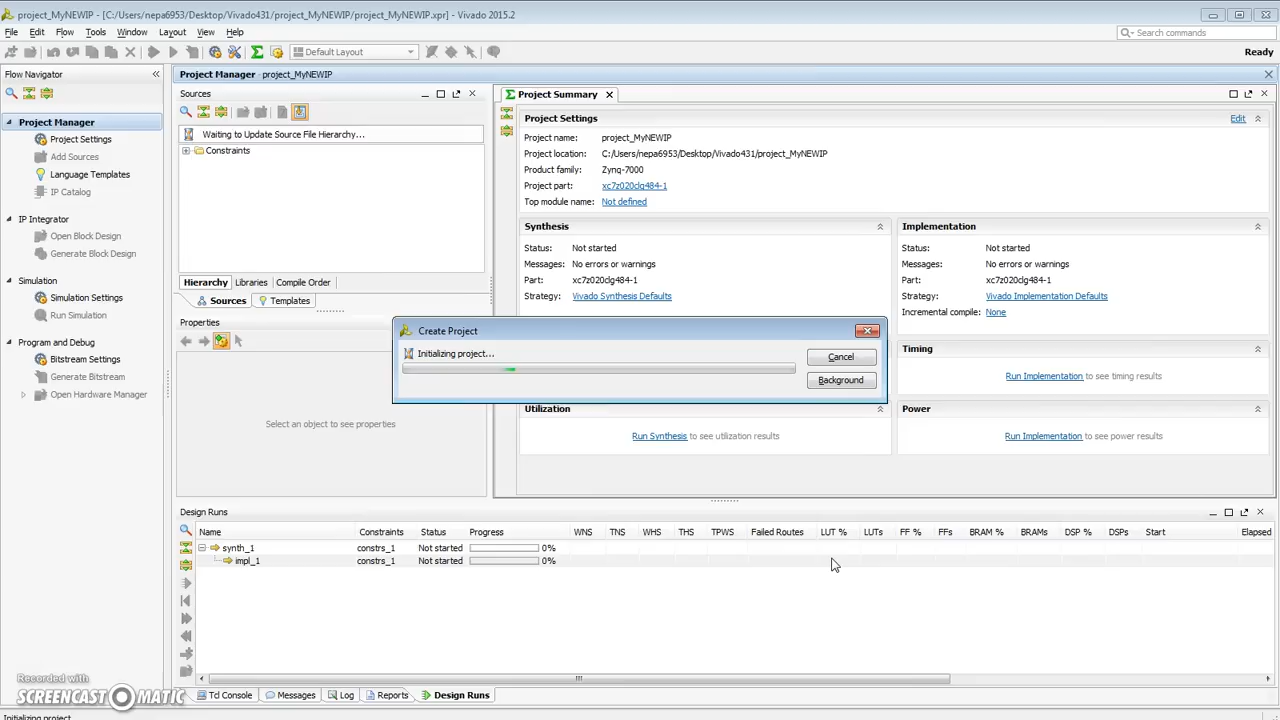 project_MyNEWIP - [C:/Users/nepa6953/Desktop/Vivado431/project_MyNEWIP/project_MyNEWIP.xpr] - Vivado 2015.2
File Edit Flow Tools Window Layout View Help
Search commands
Default Layout
Ready
Flow Navigator
Project Manager
Project Settings
Add Sources
Language Templates
IP Catalog
IP Integrator
Open Block Design
Generate Block Design
Simulation
Simulation Settings
Run Simulation
Program and Debug
Bitstream Settings
Generate Bitstream
Open Hardware Manager
Project Manager project_MyNEWIP
Sources
Waiting to Update Source File Hierarchy...
Constraints
Hierarchy Libraries Compile Order
Sources Templates
Properties
Select an object to see properties
Project Summary
Project Settings
Edit
Project name: project_MyNEWIP
Project location: C:/Users/nepa6953/Desktop/Vivado431/project_MyNEWIP
Product family: Zynq-7000
Project part: xc7z020clg484-1
Top module name: Not defined
Synthesis
Status: Not started
Messages: No errors or warnings
Part: xc7z020clg484-1
Strategy: Vivado Synthesis Defaults
Implementation
Status: Not started
Messages: No errors or warnings
Part: xc7z020clg484-1
Strategy: Vivado Implementation Defaults
Incremental compile: None
Create Project
Initializing project...
Cancel
Background
Timing
Run Implementation to see timing results
Utilization
Run Synthesis to see utilization results
Power
Run Implementation to see power results
Design Runs
Name Constraints Status Progress WNS TNS WHS THS TPWS Failed Routes LUT % LUTs FF % FFs BRAM % BRAMs DSP % DSPs Start Elapsed
synth_1 constrs_1 Not started 0%
impl_1 constrs_1 Not started 0%
Tcl Console Messages Log Reports Design Runs
Recorded with
SCREENCAST MATIC
Initializing project